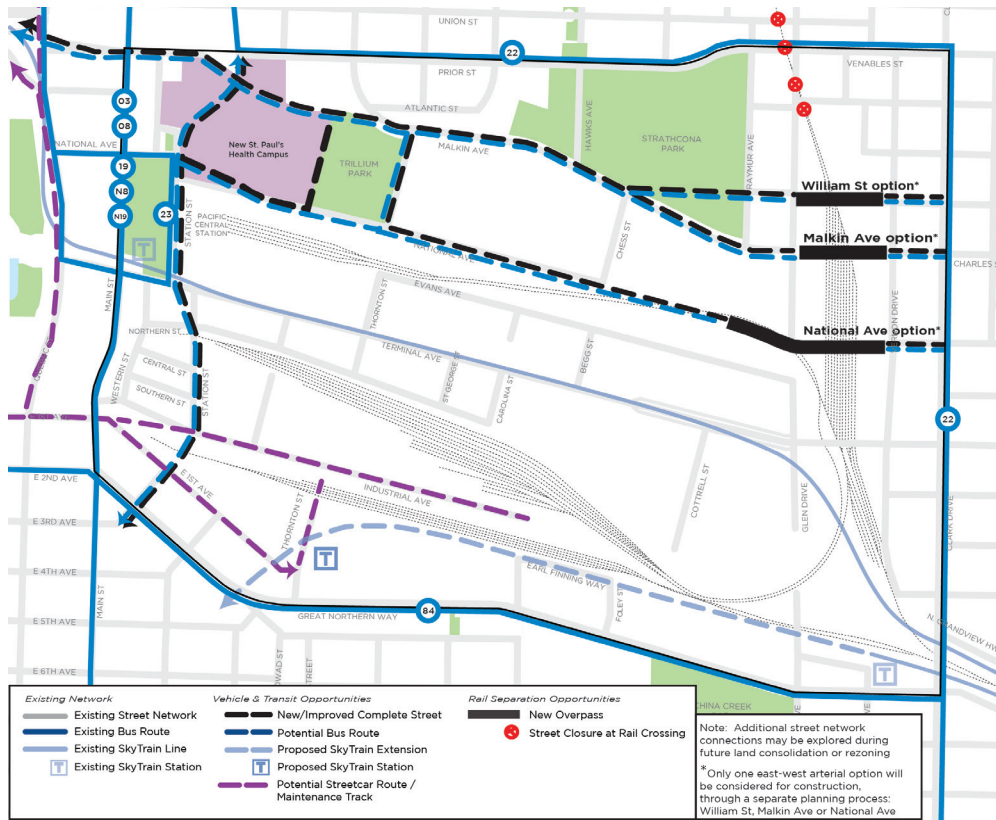 UNION ST
22
PRIOR ST
VENABLES ST
03
ATLANTIC ST
08
NATIONAL AVE
HAWKS AVE
STRATHCONA
PARK
RAYMUR AVE
New St. Paul's
Health Campus
TRILLIUM
PARK
MALKIN AVE
19
N8
N19
23
STATION ST
William St option*
PACIFIC
CENTRAL
STATION
CHESS ST
Malkin Ave option*
T
NATIONAL AVE
CHARLES S
MAIN ST
EVANS AVE
THORNTON ST
NORTHERN ST
TERMINAL AVE
National Ave option*
WESTERN ST
CENTRAL ST
SOUTHERN ST
STATION ST
ST GEORGE ST
CAROLINA ST
BEGG ST
22
E 2ND AVE
E 1ST AVE
INDUSTRIAL AVE
COTTRELL ST
GLEN DRIVE
CLARK DRIVE
E 3RD AVE
THORNTON ST
T
E 4TH AVE
EARL FINNING WAY
MAIN ST
84
FOLEY ST
E 5TH AVE
GREAT NORTHERN WAY
N. GRANDVIEW HW
E 6TH AVE
STREET
T
CHINA CREEK
Existing Network
Existing Street Network
Existing Bus Route
Existing SkyTrain Line
T Existing SkyTrain Station
Vehicle & Transit Opportunities
New/Improved Complete Street
Potential Bus Route
Proposed SkyTrain Extension
T Proposed SkyTrain Station
Potential Streetcar Route /
Maintenance Track
Rail Separation Opportunities
New Overpass
Street Closure at Rail Crossing
Note: Additional street network
connections may be explored during
future land consolidation or rezoning
*Only one east-west arterial option will
be considered for construction,
through a separate planning process:
William St, Malkin Ave or National Ave